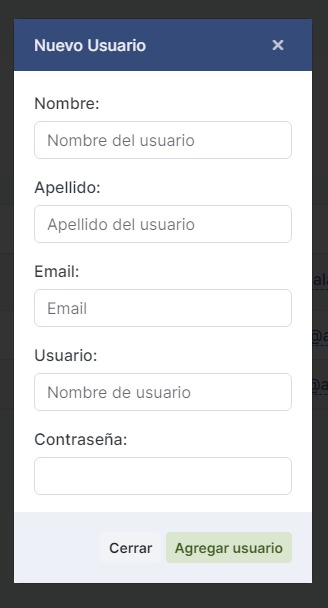 Nuevo Usuario ×
Nombre:
Nombre del usuario
Apellido:
Apellido del usuario
Email:
Email
Usuario:
Nombre de usuario
Contraseña:
Cerrar Agregar usuario